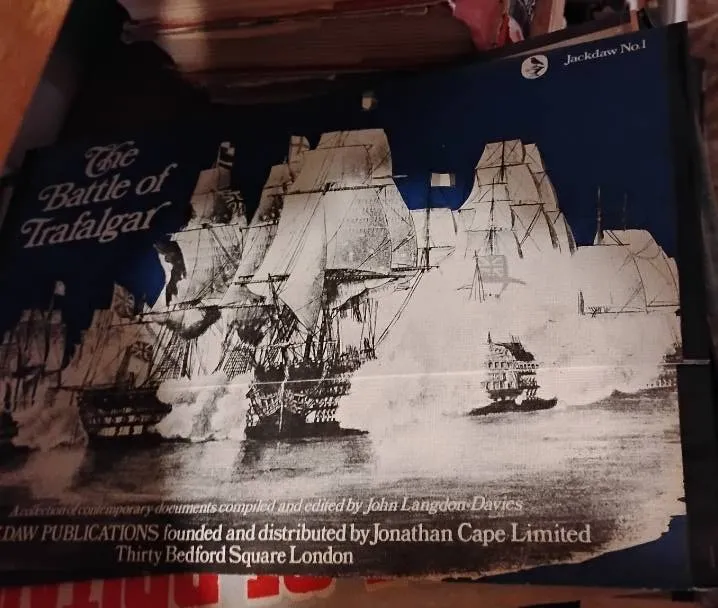 Jackdaw No.1
The
Battle of
Trafalgar
A collection of contemporary documents compiled and edited by John Langdon-Davies
KDAW PUBLICATIONS founded and distributed by Jonathan Cape Limited
Thirty Bedford Square London